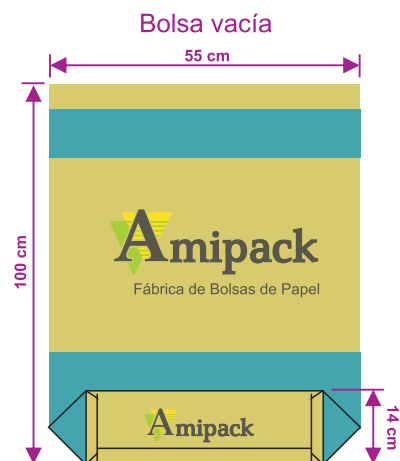 Bolsa vacía
55 cm
100 cm
Amipack
Fábrica de Bolsas de Papel
Amipack
14 cm